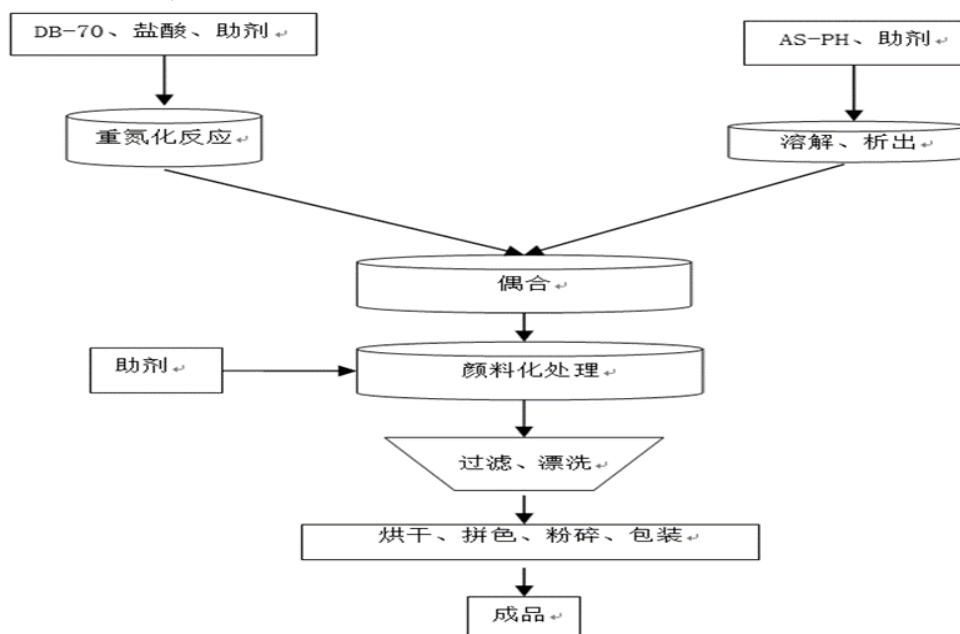 DB-70、盐酸、助剂
AS-PH、助剂
重氮化反应
溶解、析出
偶合
助剂
颜料化处理
过滤、漂洗
烘干、拼色、粉碎、包装
成品